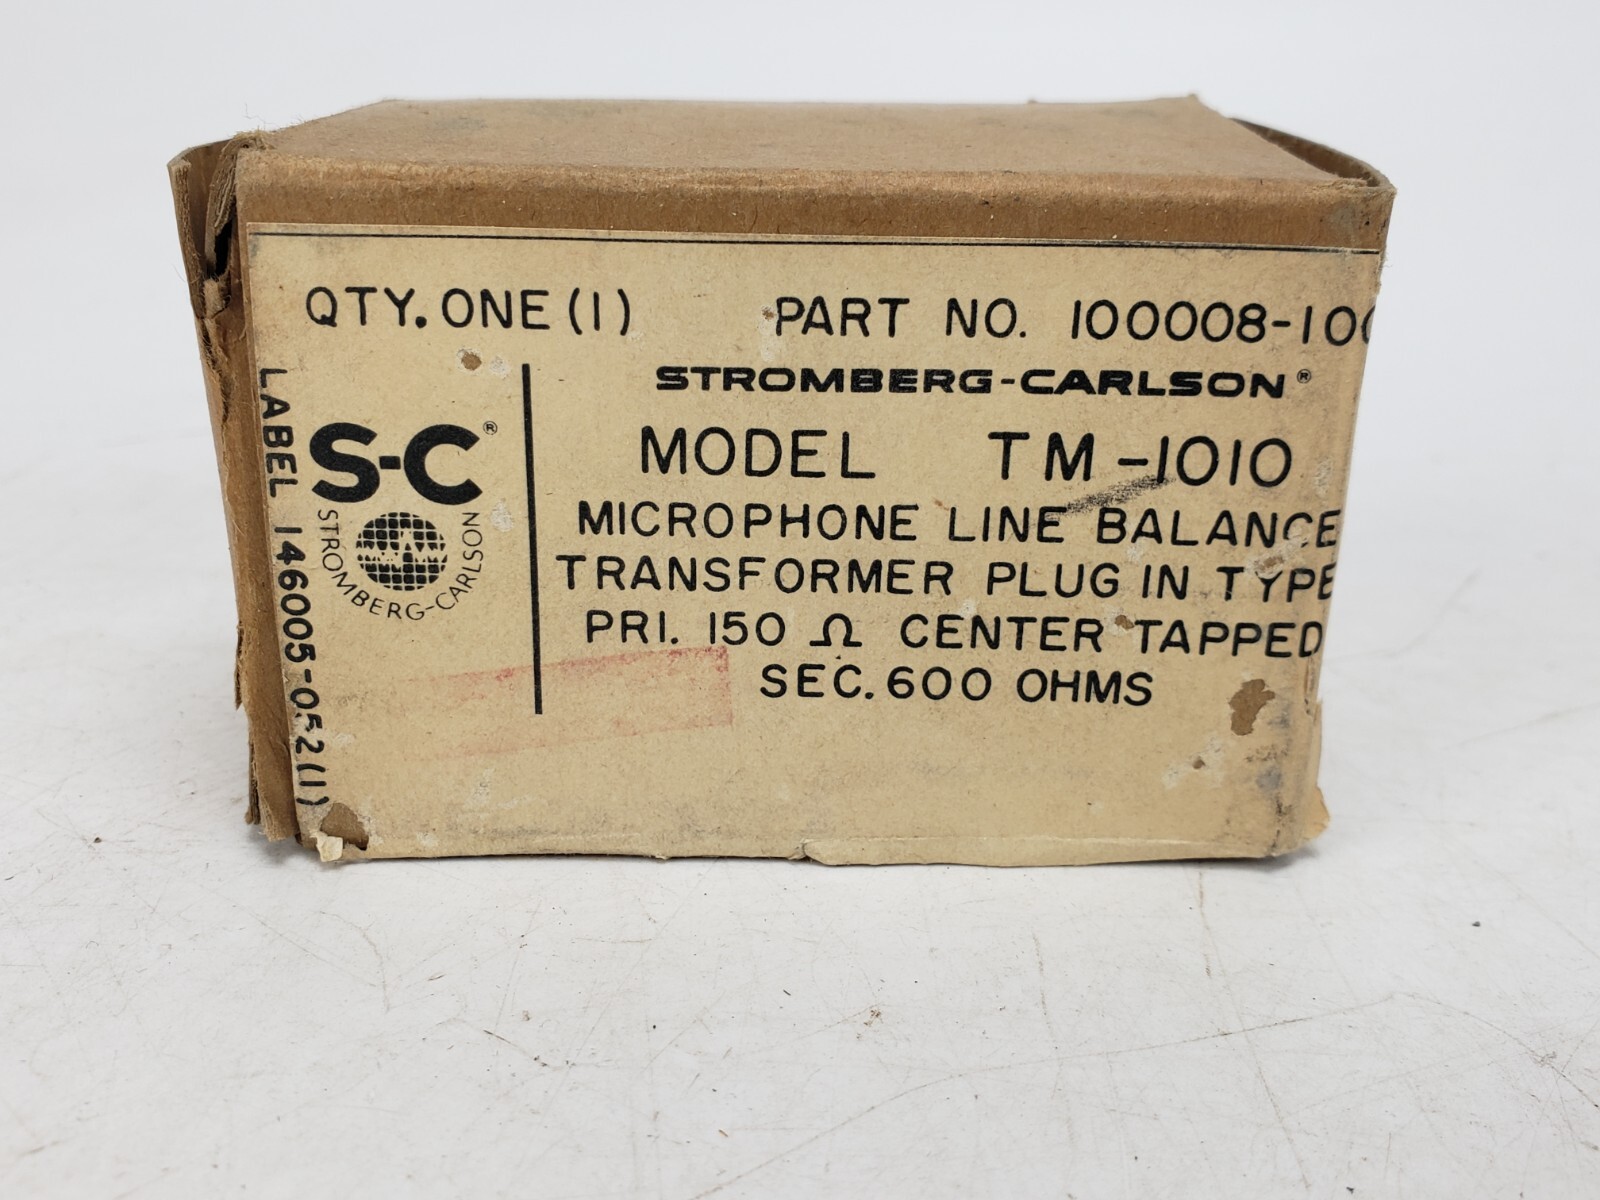 QTY. ONE (1) PART NO. 100008-100
STROMBERG-CARLSON®
S-C®
STROMBERG-CARLSON
MODEL TM-1010
MICROPHONE LINE BALANCE
TRANSFORMER PLUG IN TYPE
PRI. 150 Ω CENTER TAPPED
SEC. 600 OHMS
LABEL 146005-052(1)